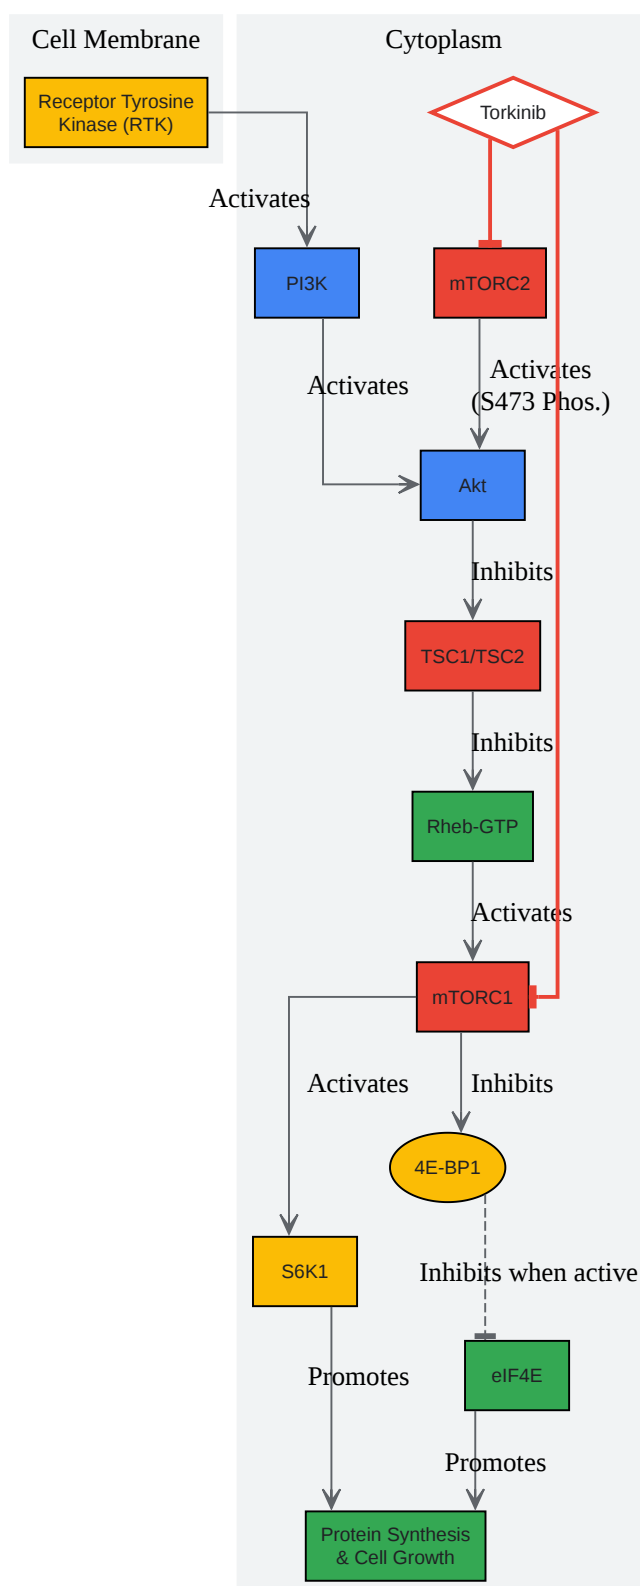 Cell Membrane
Cytoplasm
Receptor Tyrosine
Kinase (RTK)
Torkinib
Activates
PI3K
mTORC2
Activates
Activates
(S473 Phos.)
Akt
Inhibits
TSC1/TSC2
Inhibits
Rheb-GTP
Activates
mTORC1
Activates
Inhibits
4E-BP1
S6K1
Inhibits when active
Promotes
eIF4E
Promotes
Protein Synthesis
& Cell Growth